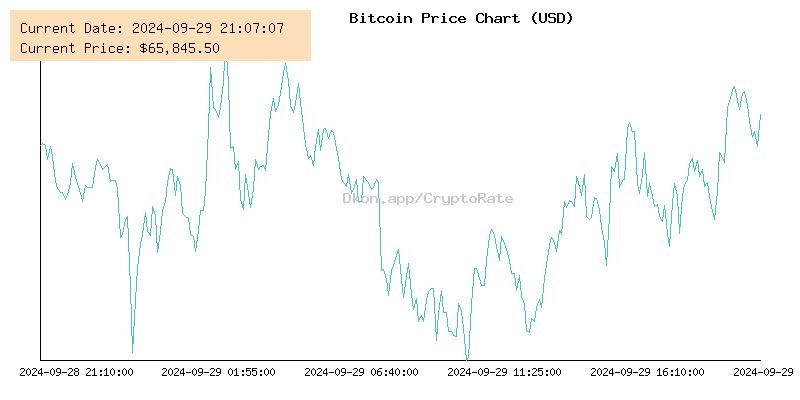 Bitcoin Price Chart (USD)
Current Date: 2024-09-29 21:07:07
Current Price: $65,845.50
Dkon.app/CryptoRate
2024-09-28 21:10:00 2024-09-29 01:55:00 2024-09-29 06:40:00 2024-09-29 11:25:00 2024-09-29 16:10:00 2024-09-29